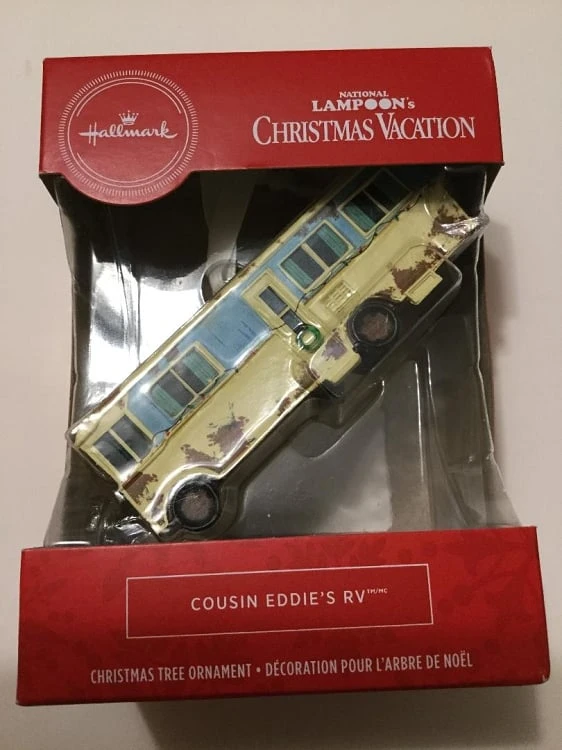 Hallmark
NATIONAL
LAMPOON's
CHRISTMAS VACATION
COUSIN EDDIE'S RV™/MC
CHRISTMAS TREE ORNAMENT • DÉCORATION POUR L'ARBRE DE NOËL